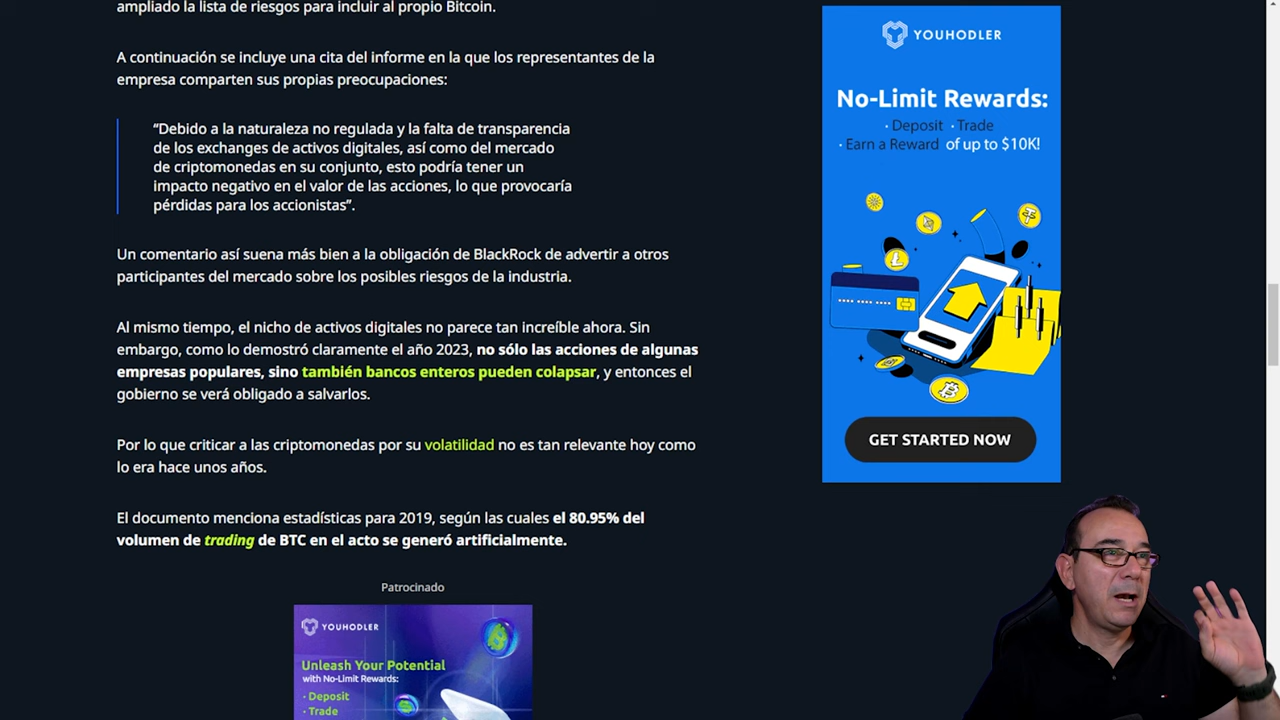 ampliado la lista de riesgos para incluir al propio Bitcoin.
A continuación se incluye una cita del informe en la que los representantes de la
empresa comparten sus propias preocupaciones:
“Debido a la naturaleza no regulada y la falta de transparencia
de los exchanges de activos digitales, así como del mercado
de criptomonedas en su conjunto, esto podría tener un
impacto negativo en el valor de las acciones, lo que provocaría
pérdidas para los accionistas”.
Un comentario así suena más bien a la obligación de BlackRock de advertir a otros
participantes del mercado sobre los posibles riesgos de la industria.
Al mismo tiempo, el nicho de activos digitales no parece tan increíble ahora. Sin
embargo, como lo demostró claramente el año 2023, no sólo las acciones de algunas
empresas populares, sino también bancos enteros pueden colapsar, y entonces el
gobierno se verá obligado a salvarlos.
Por lo que criticar a las criptomonedas por su volatilidad no es tan relevante hoy como
lo era hace unos años.
El documento menciona estadísticas para 2019, según las cuales el 80.95% del
volumen de trading de BTC en el acto se generó artificialmente.
Patrocinado
YOUHODLER
Unleash Your Potential
with No-Limit Rewards:
· Deposit
· Trade
YOUHODLER
No-Limit Rewards:
· Deposit · Trade
· Earn a Reward of up to $10K!
GET STARTED NOW